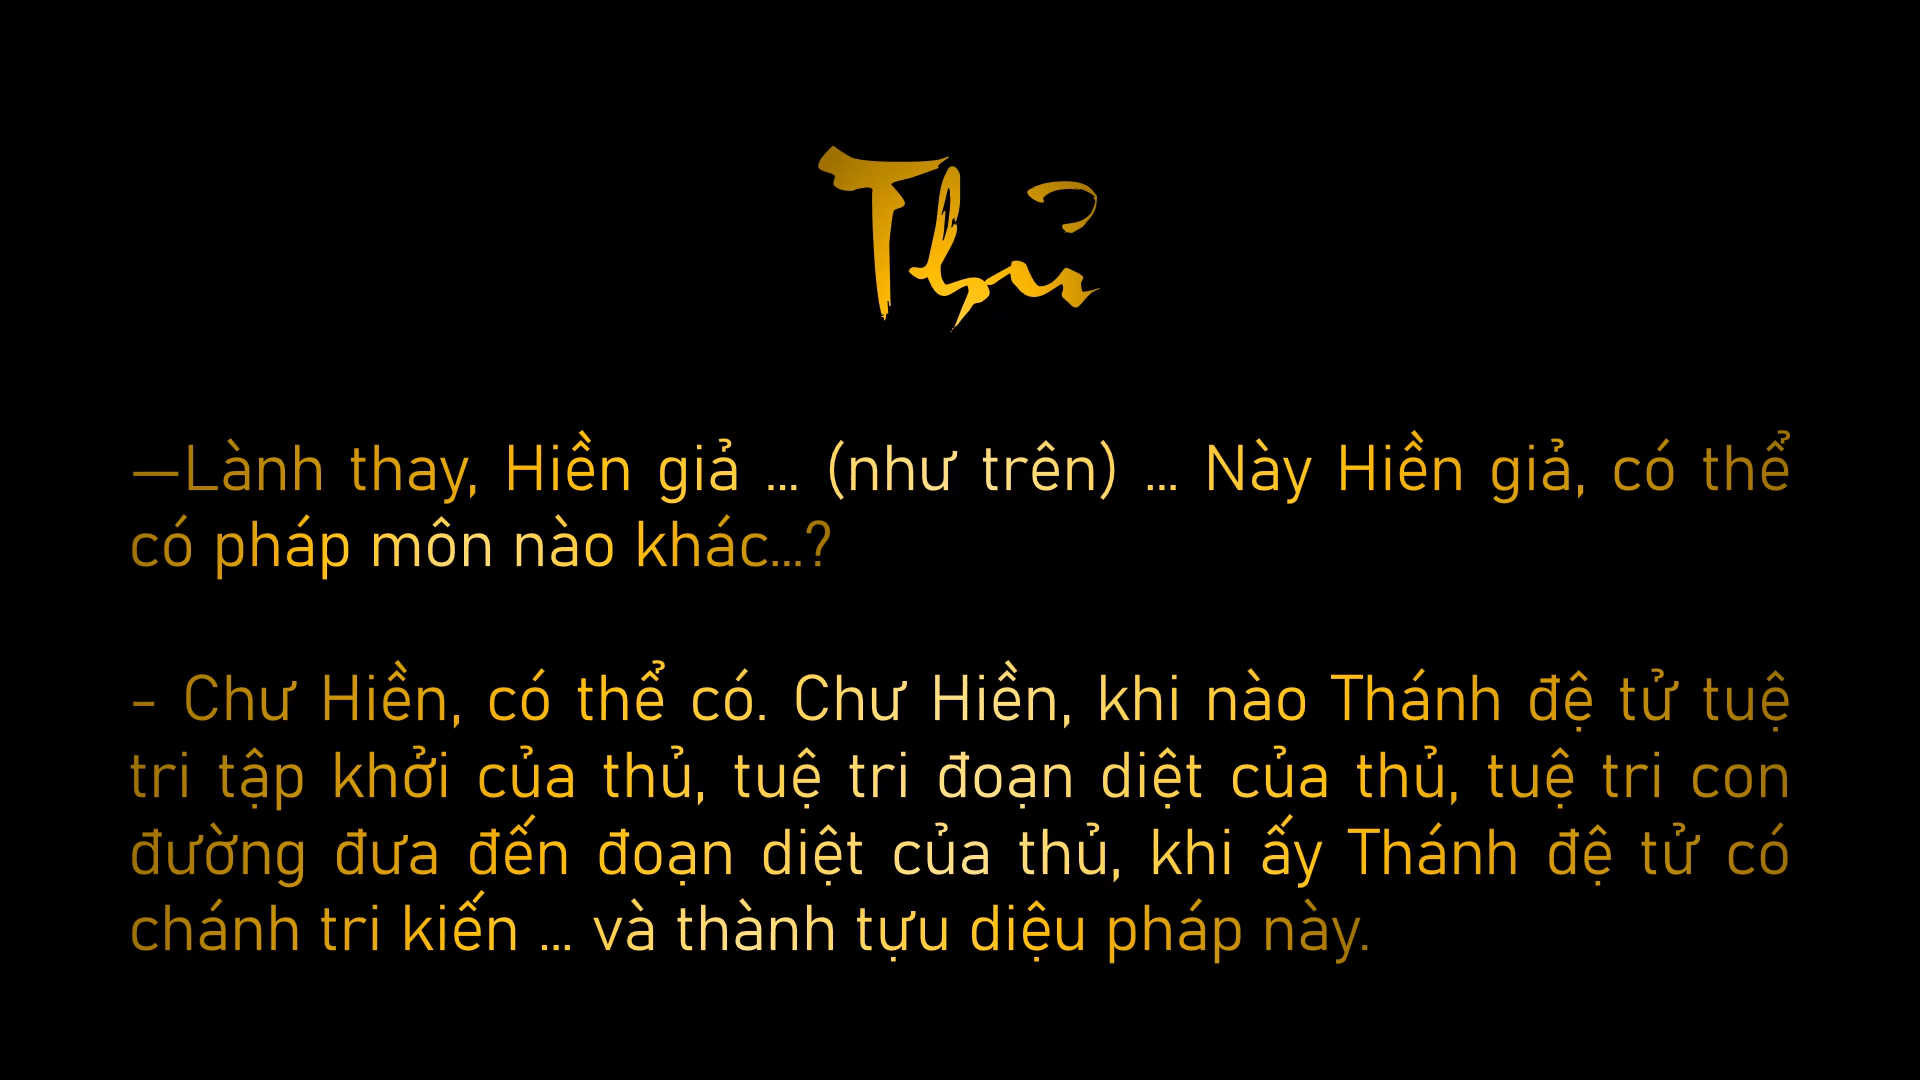 Thủ
—Lành thay, Hiền giả ... (như trên) ... Này Hiền giả, có thể
có pháp môn nào khác...?
- Chư Hiền, có thể có. Chư Hiền, khi nào Thánh đệ tử tuệ
tri tập khởi của thủ, tuệ tri đoạn diệt của thủ, tuệ tri con
đường đưa đến đoạn diệt của thủ, khi ấy Thánh đệ tử có
chánh tri kiến ... và thành tựu diệu pháp này.